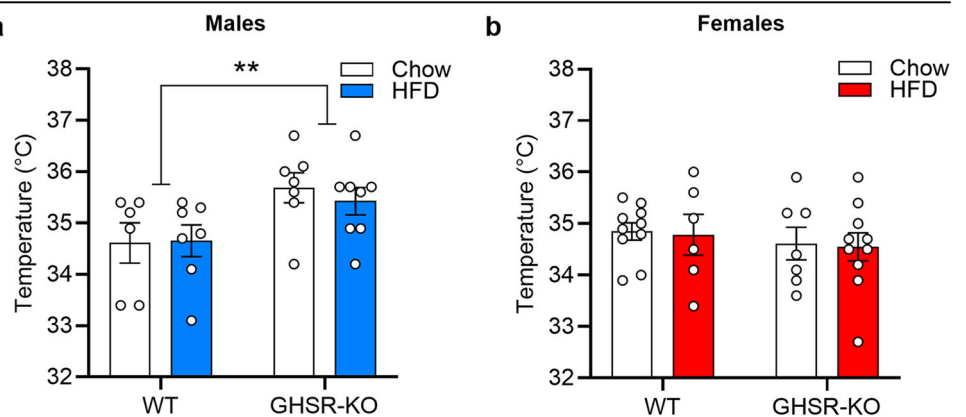 a Males
**
Chow
HFD
38
37
36
35
34
33
32
Temperature (°C)
WT GHSR-KO
b Females
Chow
HFD
38
37
36
35
34
33
32
Temperature (°C)
WT GHSR-KO